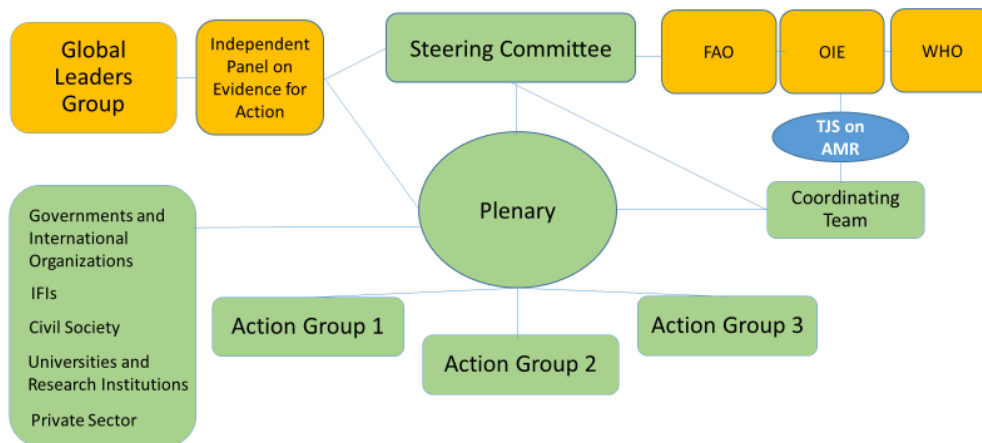 Global
Leaders
Group
Independent
Panel on
Evidence for
Action
Steering Committee
FAO
OIE
WHO
TJS on
AMR
Coordinating
Team
Plenary
Governments and
International
Organizations
IFIs
Civil Society
Universities and
Research Institutions
Private Sector
Action Group 1
Action Group 2
Action Group 3